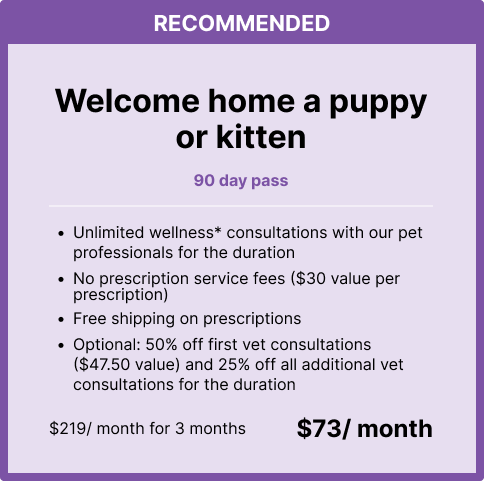 RECOMMENDED
Welcome home a puppy
or kitten
90 day pass
• Unlimited wellness* consultations with our pet
professionals for the duration
• No prescription service fees ($30 value per
prescription)
• Free shipping on prescriptions
• Optional: 50% off first vet consultations
($47.50 value) and 25% off all additional vet
consultations for the duration
$219/ month for 3 months $73/ month